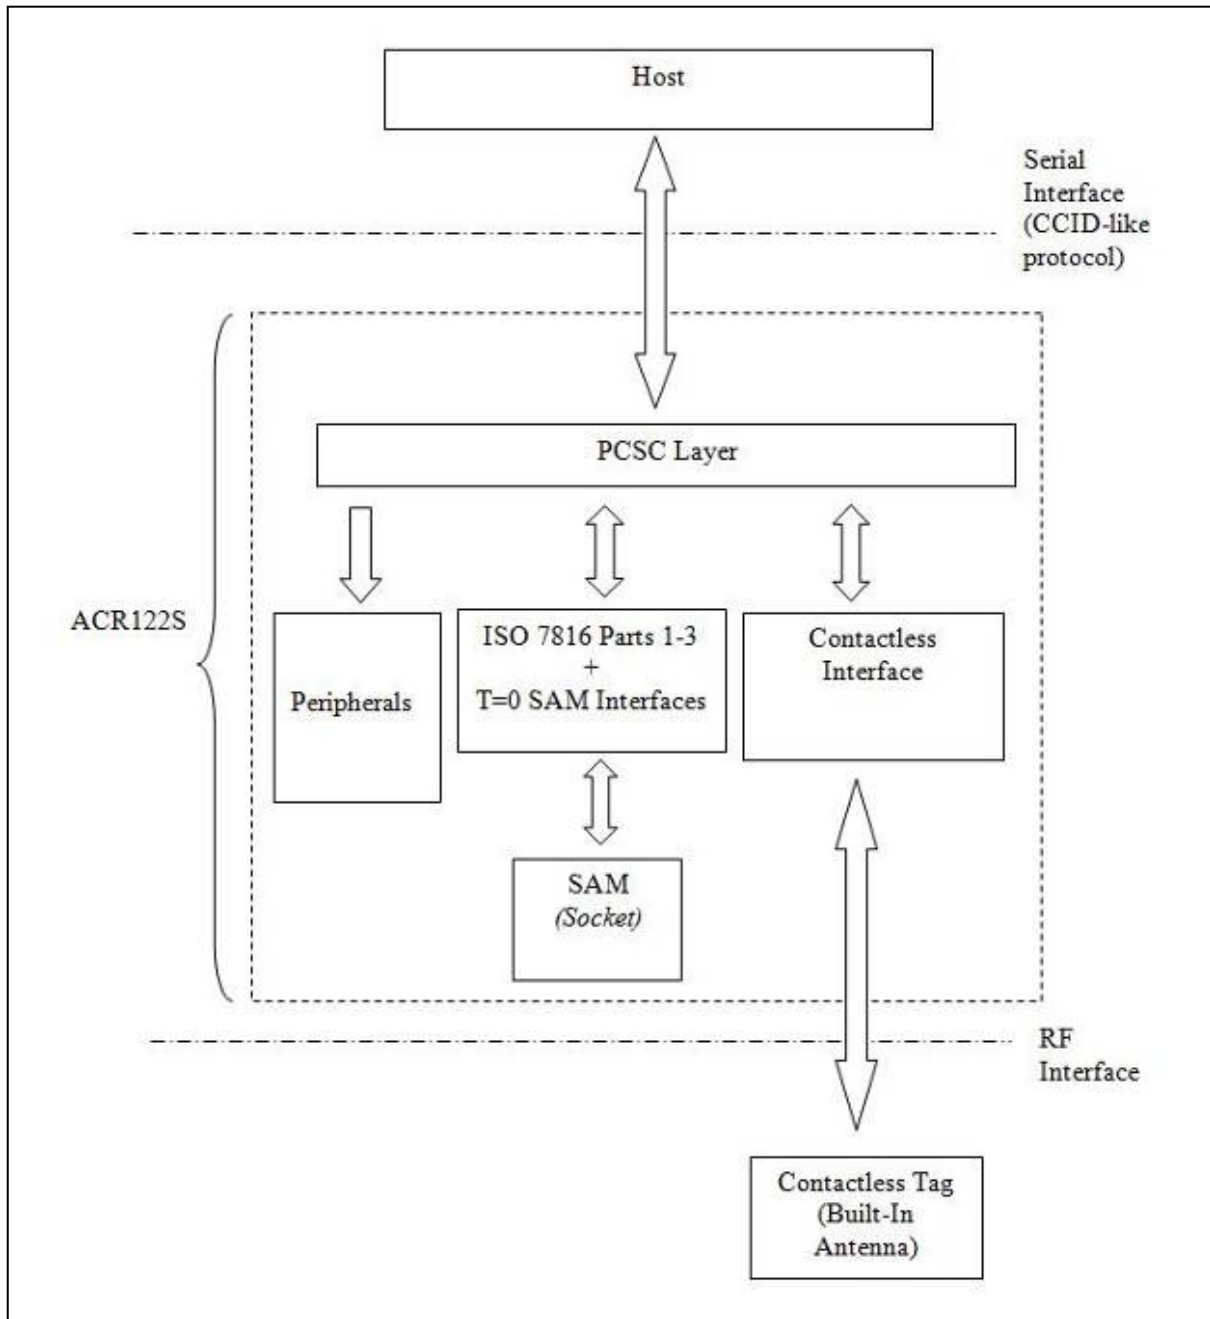 Host
Serial
Interface
(CCID-like
protocol)
PCSC Layer
ACR122S
Peripherals
ISO 7816 Parts 1-3
+
T=0 SAM Interfaces
Contactless
Interface
SAM
(Socket)
RF
Interface
Contactless Tag
(Built-In
Antenna)